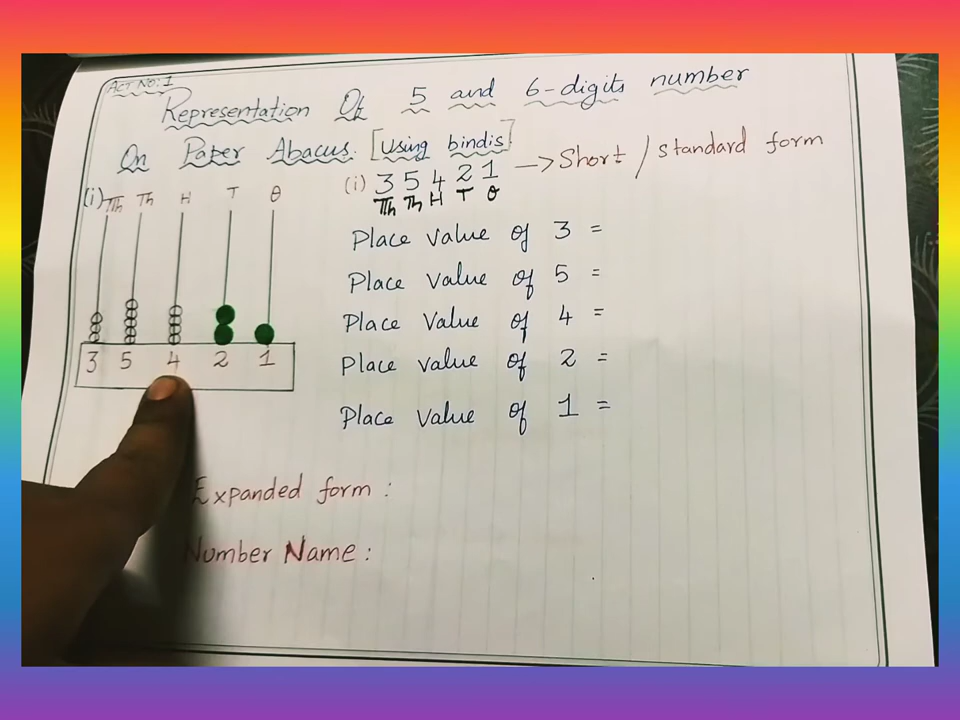 ACT NO: 1
Representation Of 5 and 6-digits number
On Paper Abacus. [Using bindis]
(i) TTh Th H T O
3 5 4 2 1
(i) 3 5 4 2 1 → Short / standard form
TTh Th H T O
Place Value of 3 =
Place Value of 5 =
Place Value of 4 =
Place Value of 2 =
Place Value of 1 =
Expanded form :
Number Name :